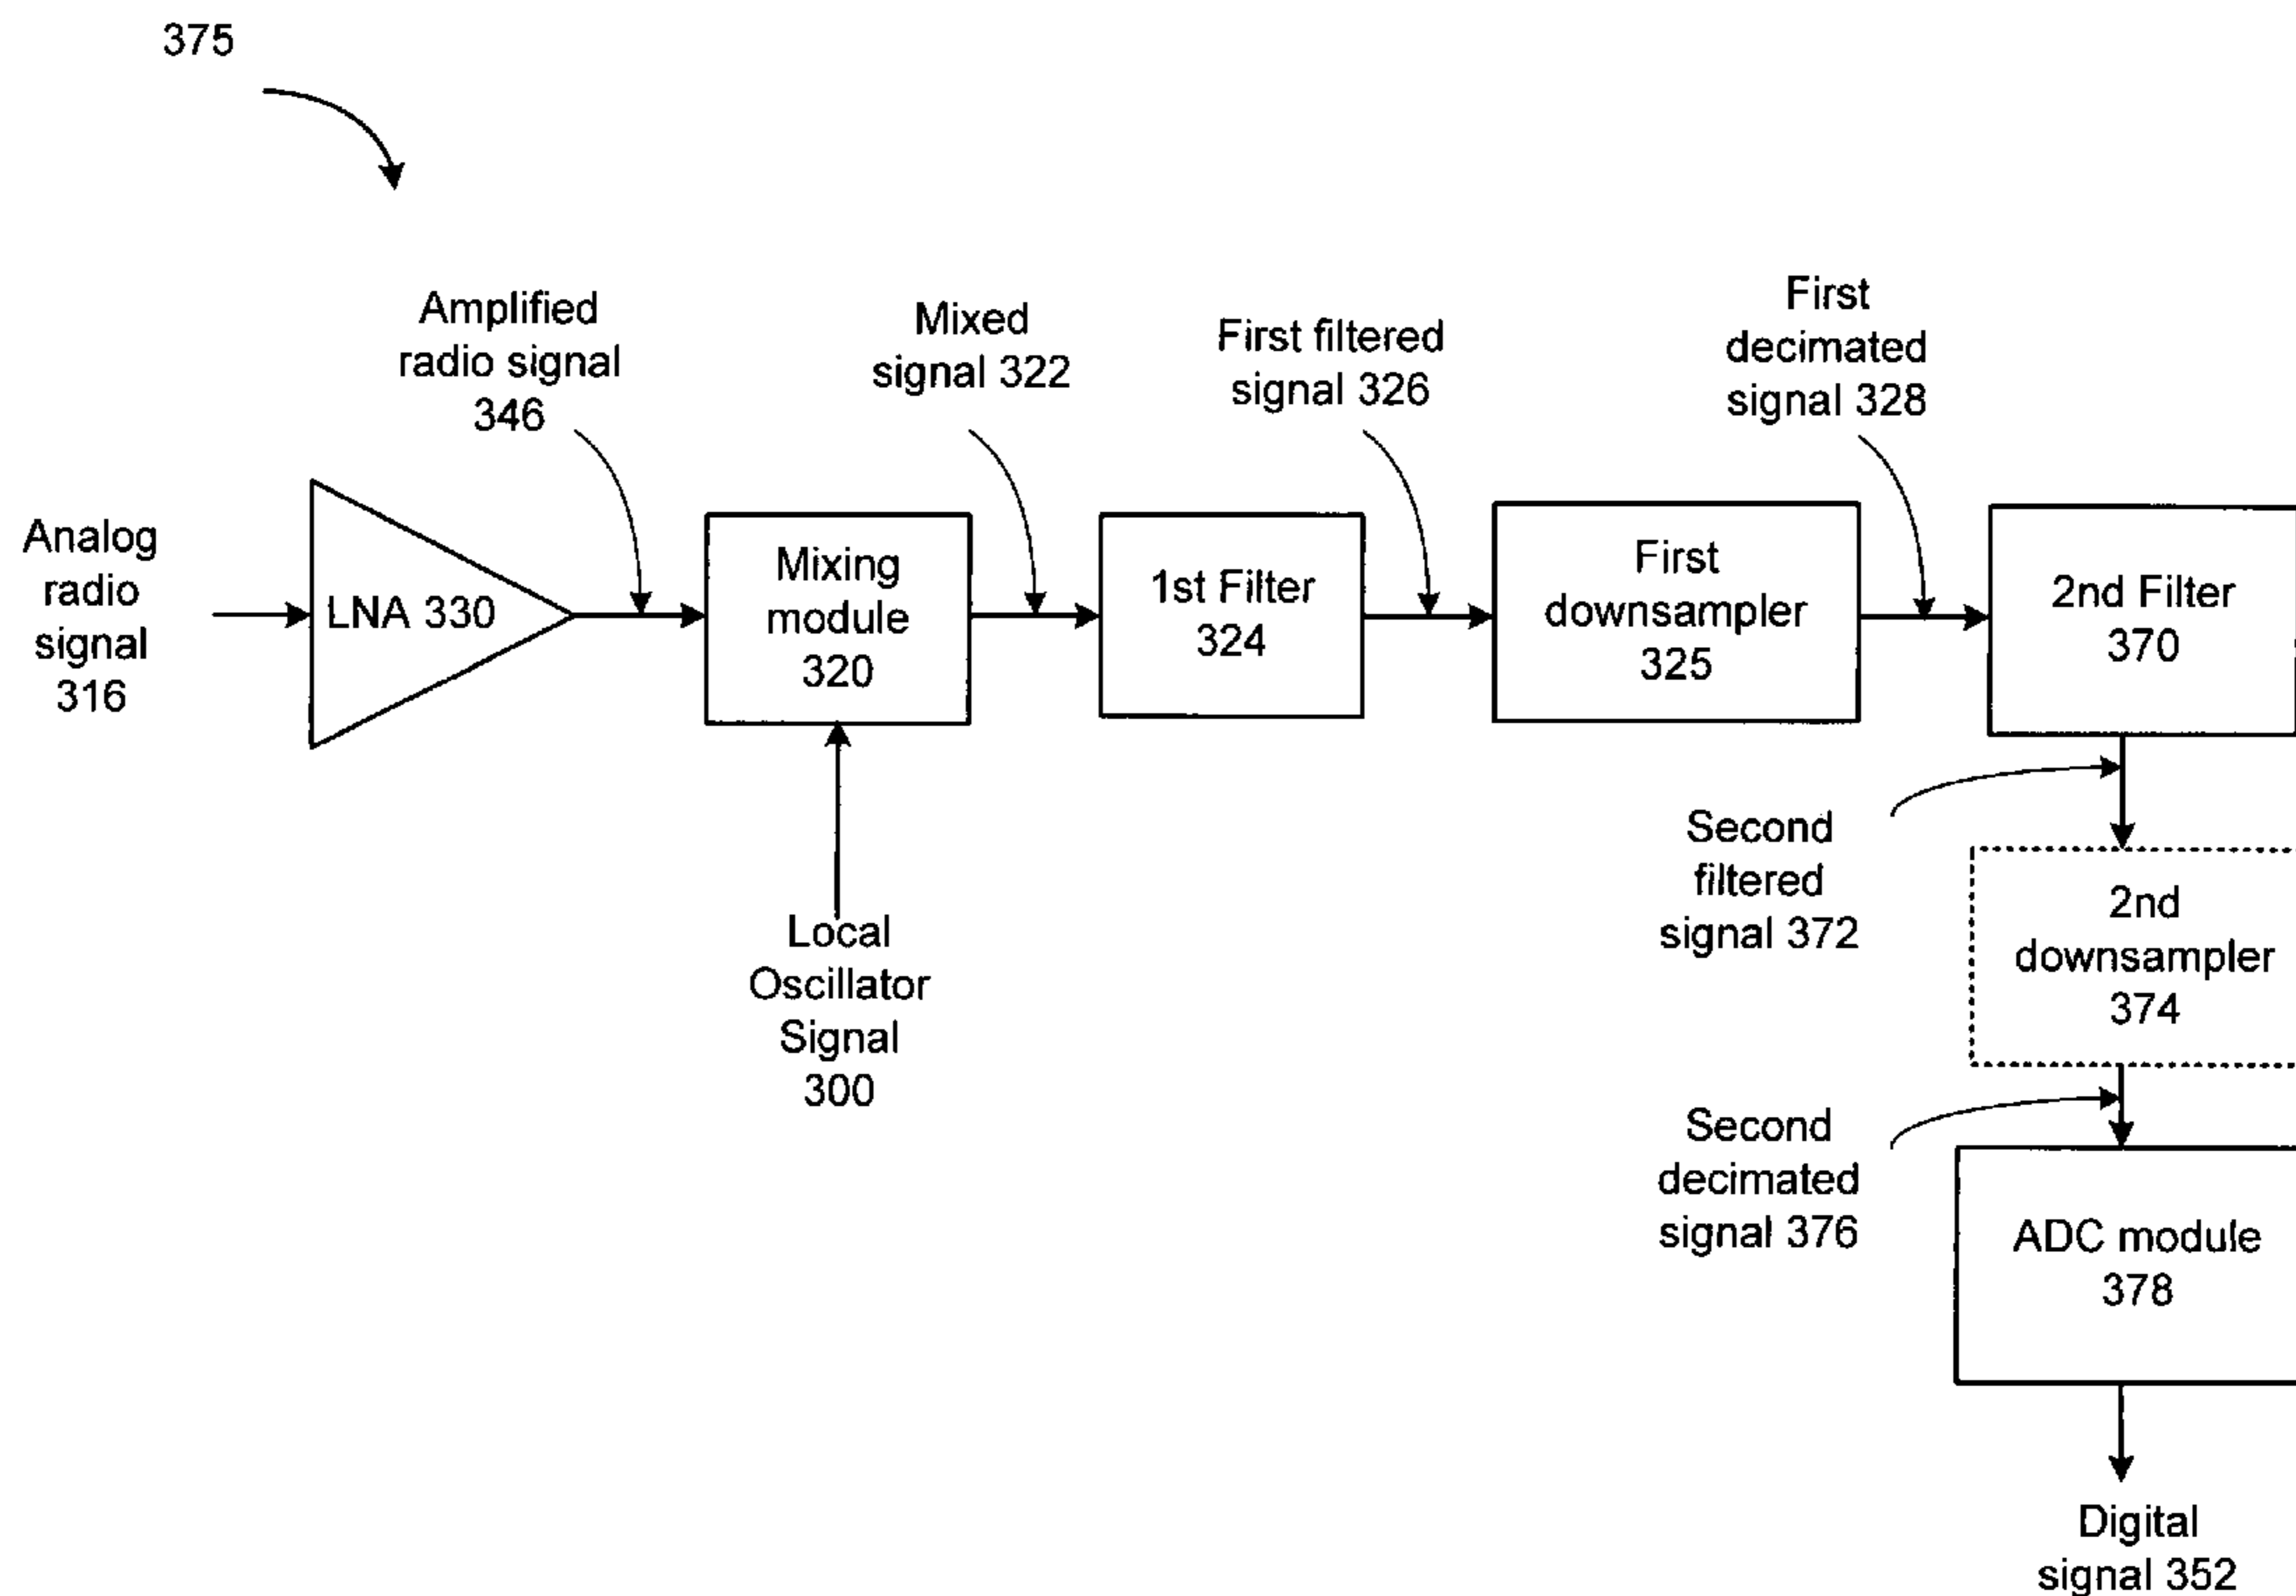 375
Amplified
radio signal
346
Mixed
signal 322
First filtered
signal 326
First
decimated
signal 328
Analog
radio
signal
316
LNA 330
Mixing
module
320
1st Filter
324
First
downsampler
325
2nd Filter
370
Local
Oscillator
Signal
300
Second
filtered
signal 372
2nd
downsampler
374
Second
decimated
signal 376
ADC module
378
Digital
signal 352